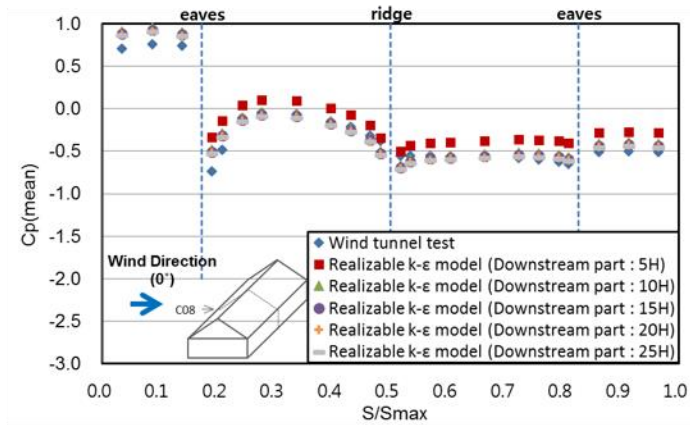 eaves ridge eaves
1.0
0.5
0.0
-0.5
-1.0
-1.5
-2.0
-2.5
-3.0
Cp(mean)
Wind Direction
(0˚)
C08
Wind tunnel test
Realizable k-ε model (Downstream part : 5H)
Realizable k-ε model (Downstream part : 10H)
Realizable k-ε model (Downstream part : 15H)
Realizable k-ε model (Downstream part : 20H)
Realizable k-ε model (Downstream part : 25H)
0.0 0.1 0.2 0.3 0.4 0.5 0.6 0.7 0.8 0.9 1.0
S/Smax